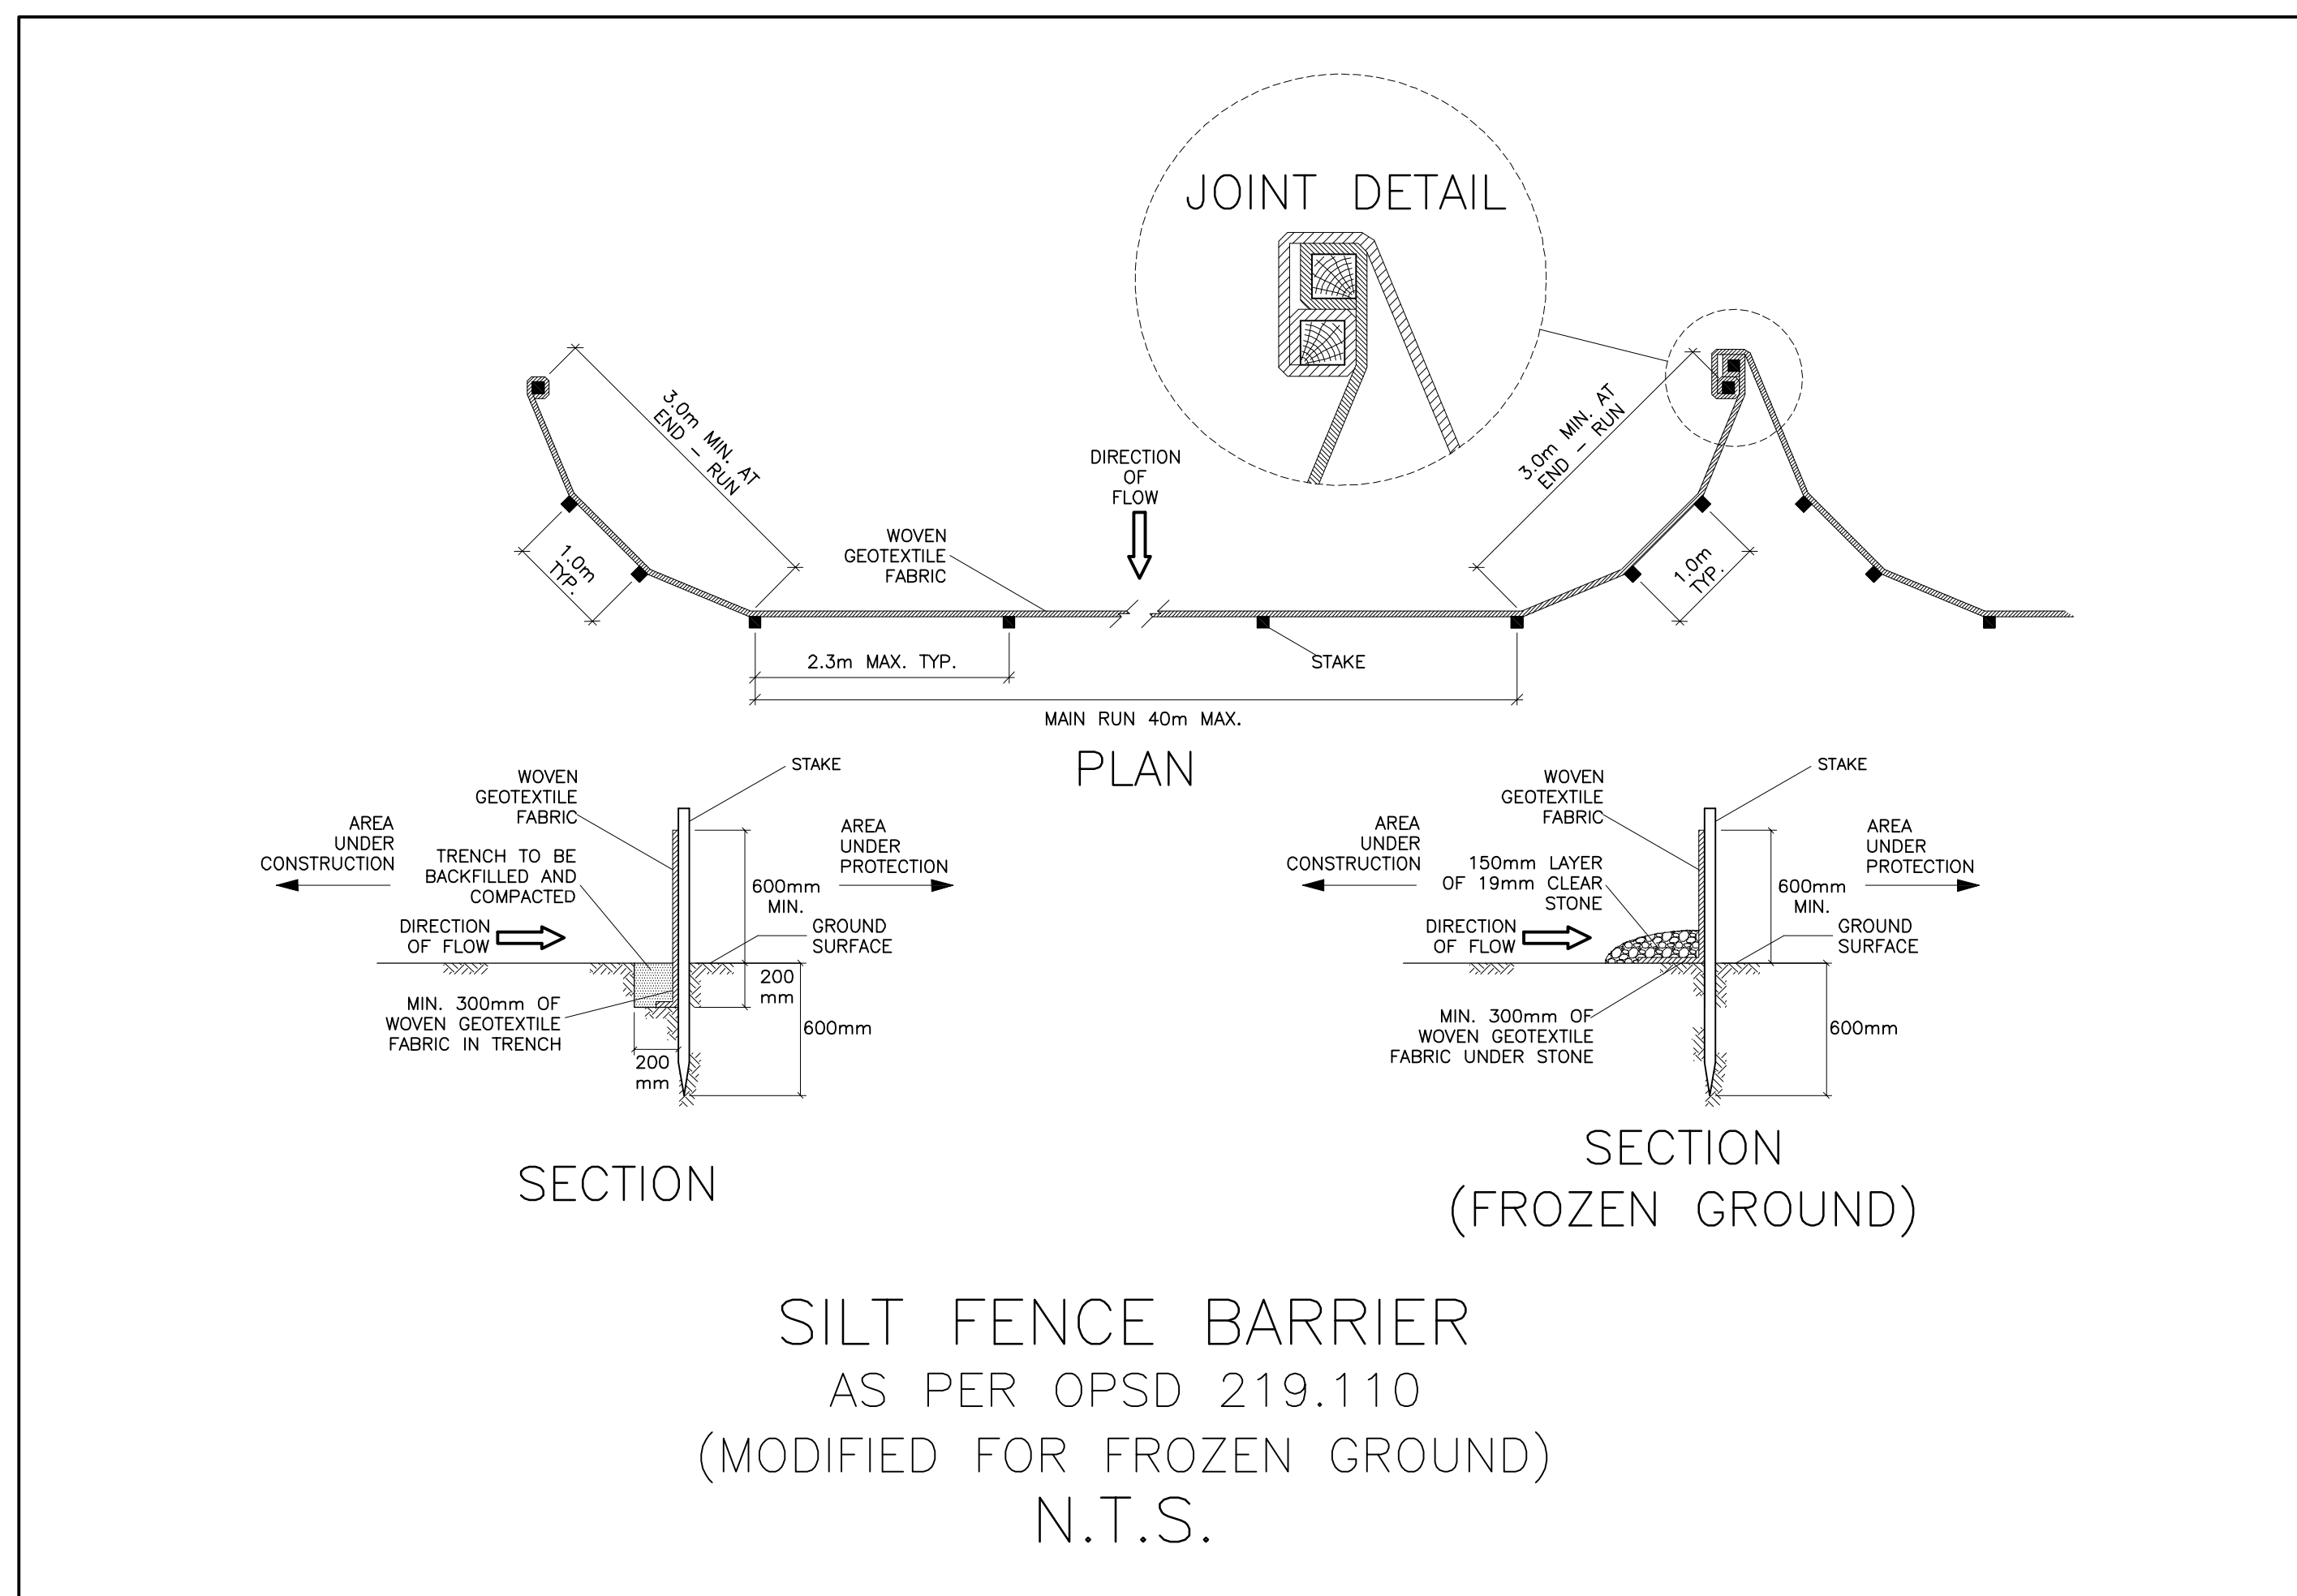 JOINT DETAIL
3.0m MIN. AT
END – RUN
3.0m MIN. AT
END – RUN
DIRECTION
OF
FLOW
WOVEN
GEOTEXTILE
FABRIC
1.0m
TYP.
1.0m
TYP.
2.3m MAX. TYP.
STAKE
MAIN RUN 40m MAX.
PLAN
STAKE
WOVEN
GEOTEXTILE
FABRIC
AREA
UNDER
CONSTRUCTION
AREA
UNDER
PROTECTION
TRENCH TO BE
BACKFILLED AND
COMPACTED
600mm
MIN.
DIRECTION
OF FLOW
GROUND
SURFACE
200
mm
MIN. 300mm OF
WOVEN GEOTEXTILE
FABRIC IN TRENCH
600mm
200
mm
SECTION
STAKE
WOVEN
GEOTEXTILE
FABRIC
AREA
UNDER
CONSTRUCTION
AREA
UNDER
PROTECTION
150mm LAYER
OF 19mm CLEAR
STONE
600mm
MIN.
DIRECTION
OF FLOW
GROUND
SURFACE
MIN. 300mm OF
WOVEN GEOTEXTILE
FABRIC UNDER STONE
600mm
SECTION
(FROZEN GROUND)
SILT FENCE BARRIER
AS PER OPSD 219.110
(MODIFIED FOR FROZEN GROUND)
N.T.S.